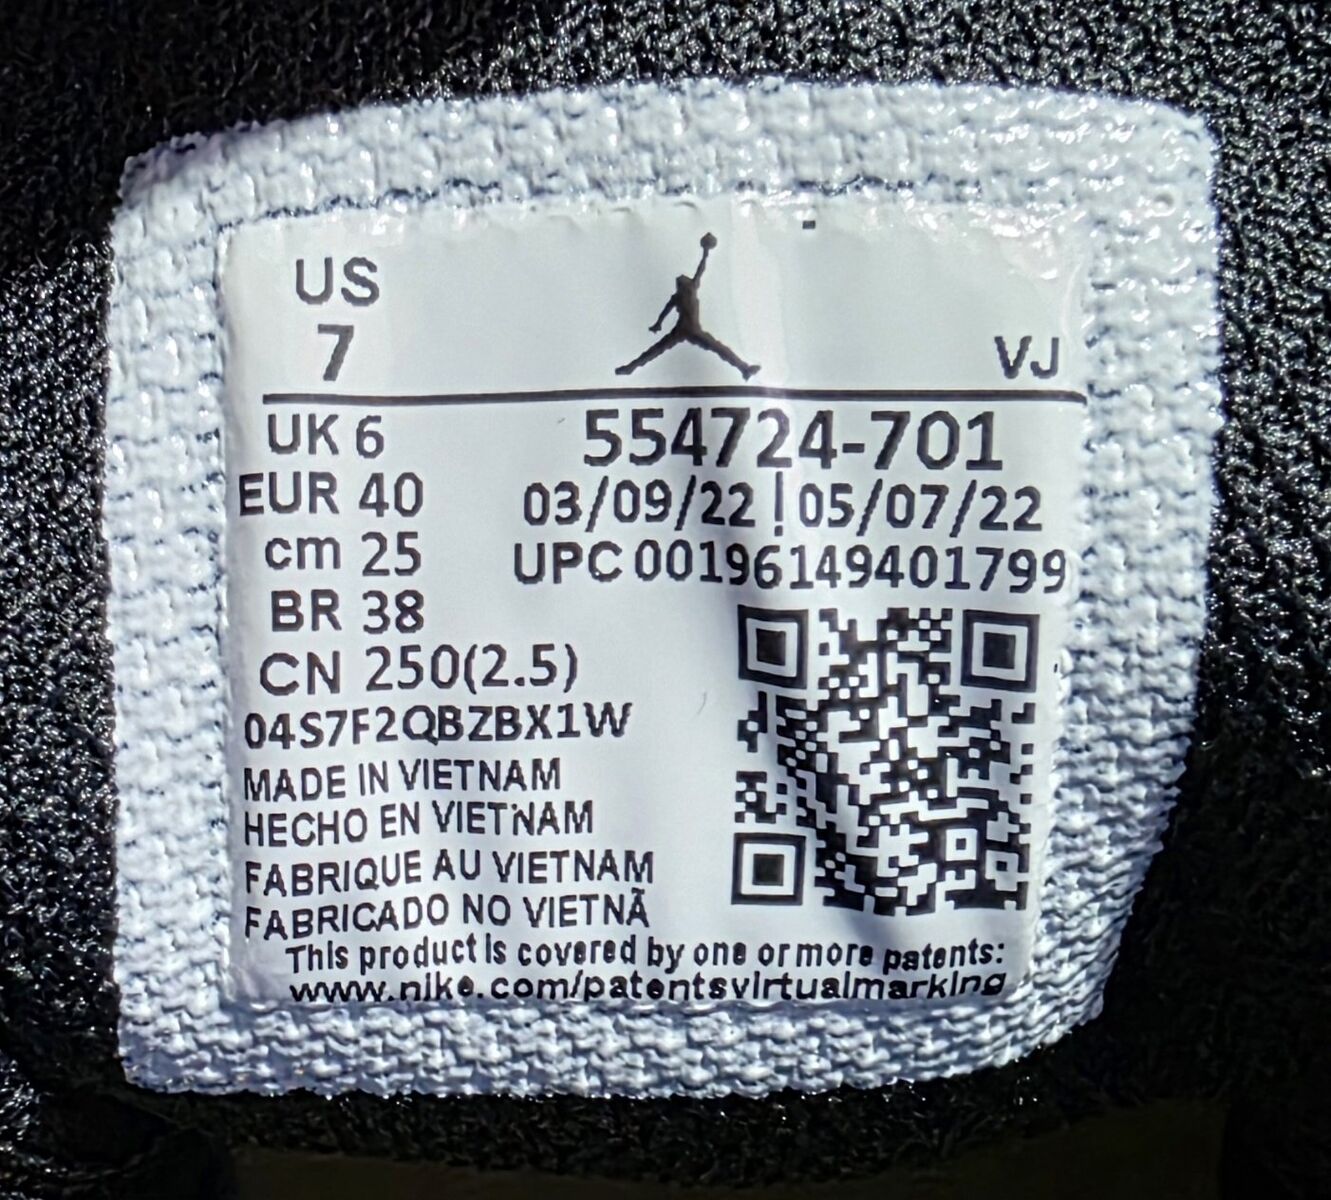 US
7
VJ
UK 6
554724-701
EUR 40
03/09/22 | 05/07/22
cm 25
UPC 00196149401799
BR 38
CN 250(2.5)
04S7F2QBZBX1W
MADE IN VIETNAM
HECHO EN VIETNAM
FABRIQUE AU VIETNAM
FABRICADO NO VIETNÃ
This product is covered by one or more patents:
www.nike.com/patentsvirtualmarking